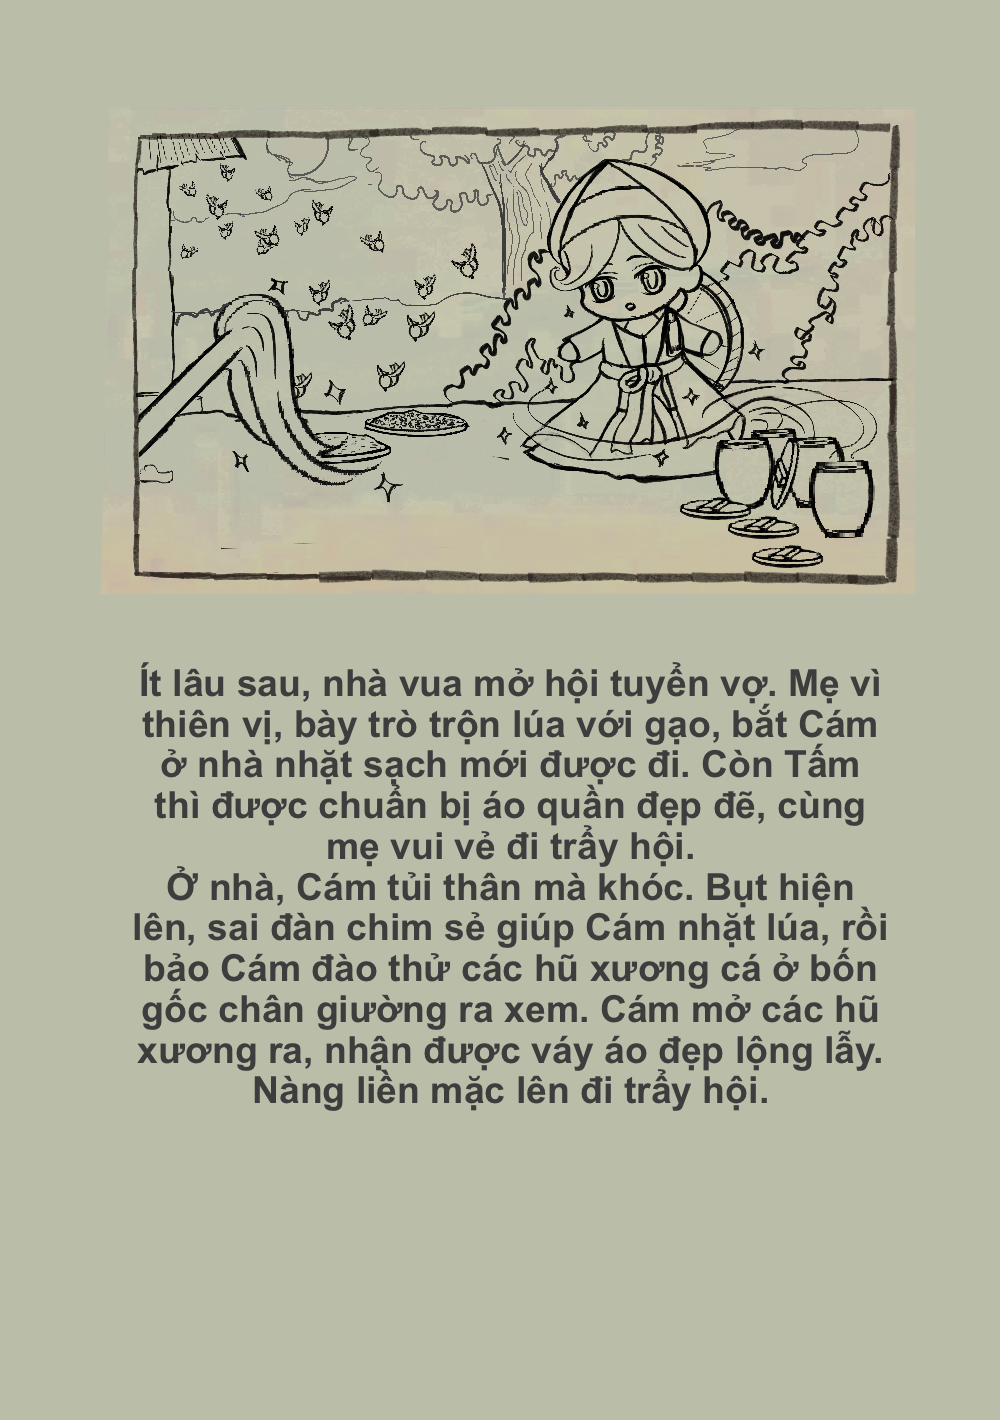 Ít lâu sau, nhà vua mở hội tuyển vợ. Mẹ vì
thiên vị, bày trò trộn lúa với gạo, bắt Cám
ở nhà nhặt sạch mới được đi. Còn Tấm
thì được chuẩn bị áo quần đẹp đẽ, cùng
mẹ vui vẻ đi trẩy hội.
Ở nhà, Cám tủi thân mà khóc. Bụt hiện
lên, sai đàn chim sẻ giúp Cám nhặt lúa, rồi
bảo Cám đào thử các hũ xương cá ở bốn
gốc chân giường ra xem. Cám mở các hũ
xương ra, nhận được váy áo đẹp lộng lẫy.
Nàng liền mặc lên đi trẩy hội.